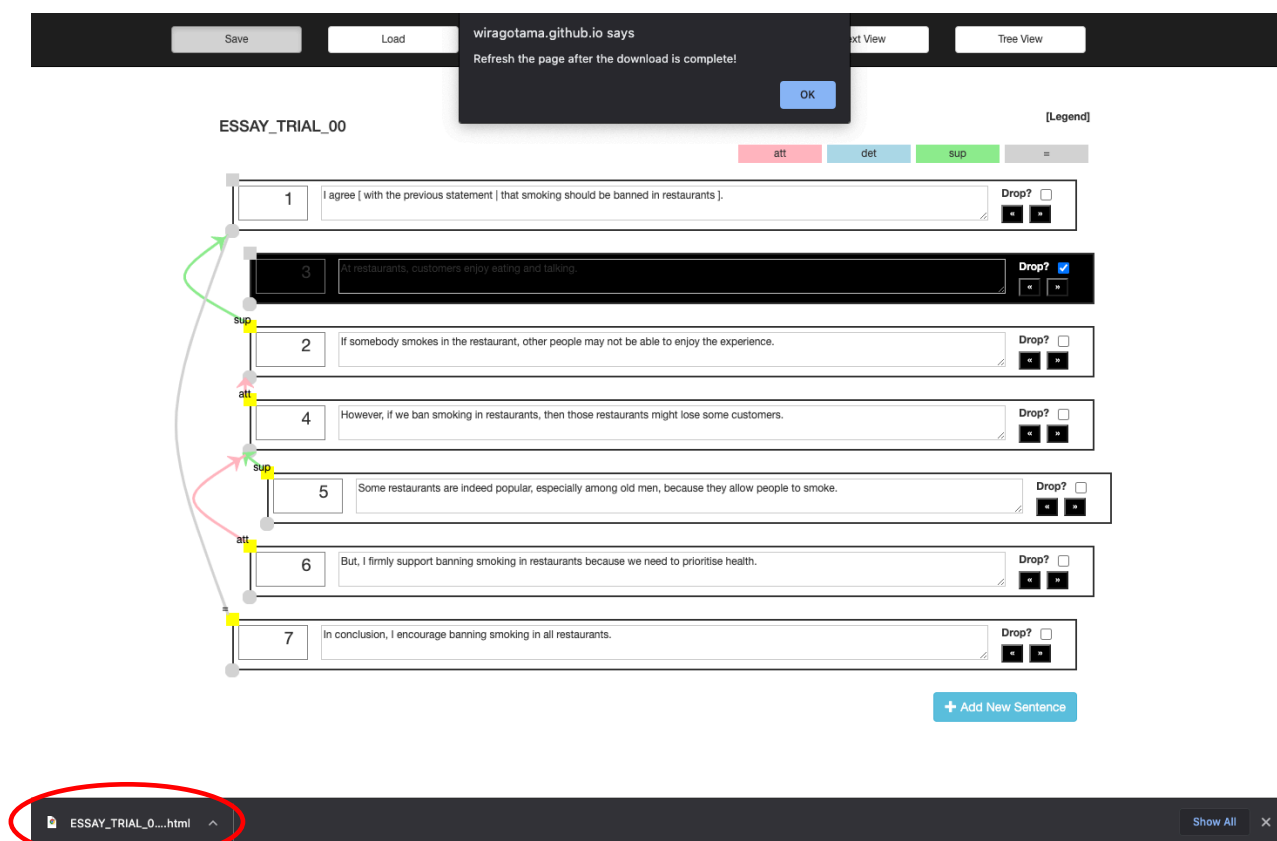 Save
Load
wiragotama.github.io says
Refresh the page after the download is complete!
OK
ext View
Tree View
ESSAY_TRIAL_00
[Legend]
att
det
sup
=
1
I agree [ with the previous statement | that smoking should be banned in restaurants ].
Drop?
«
»
3
At restaurants, customers enjoy eating and talking.
Drop?
«
»
sup
2
If somebody smokes in the restaurant, other people may not be able to enjoy the experience.
Drop?
«
»
att
4
However, if we ban smoking in restaurants, then those restaurants might lose some customers.
Drop?
«
»
sup
5
Some restaurants are indeed popular, especially among old men, because they allow people to smoke.
Drop?
«
»
att
6
But, I firmly support banning smoking in restaurants because we need to prioritise health.
Drop?
«
»
=
7
In conclusion, I encourage banning smoking in all restaurants.
Drop?
«
»
+ Add New Sentence
ESSAY_TRIAL_0....html
Show All